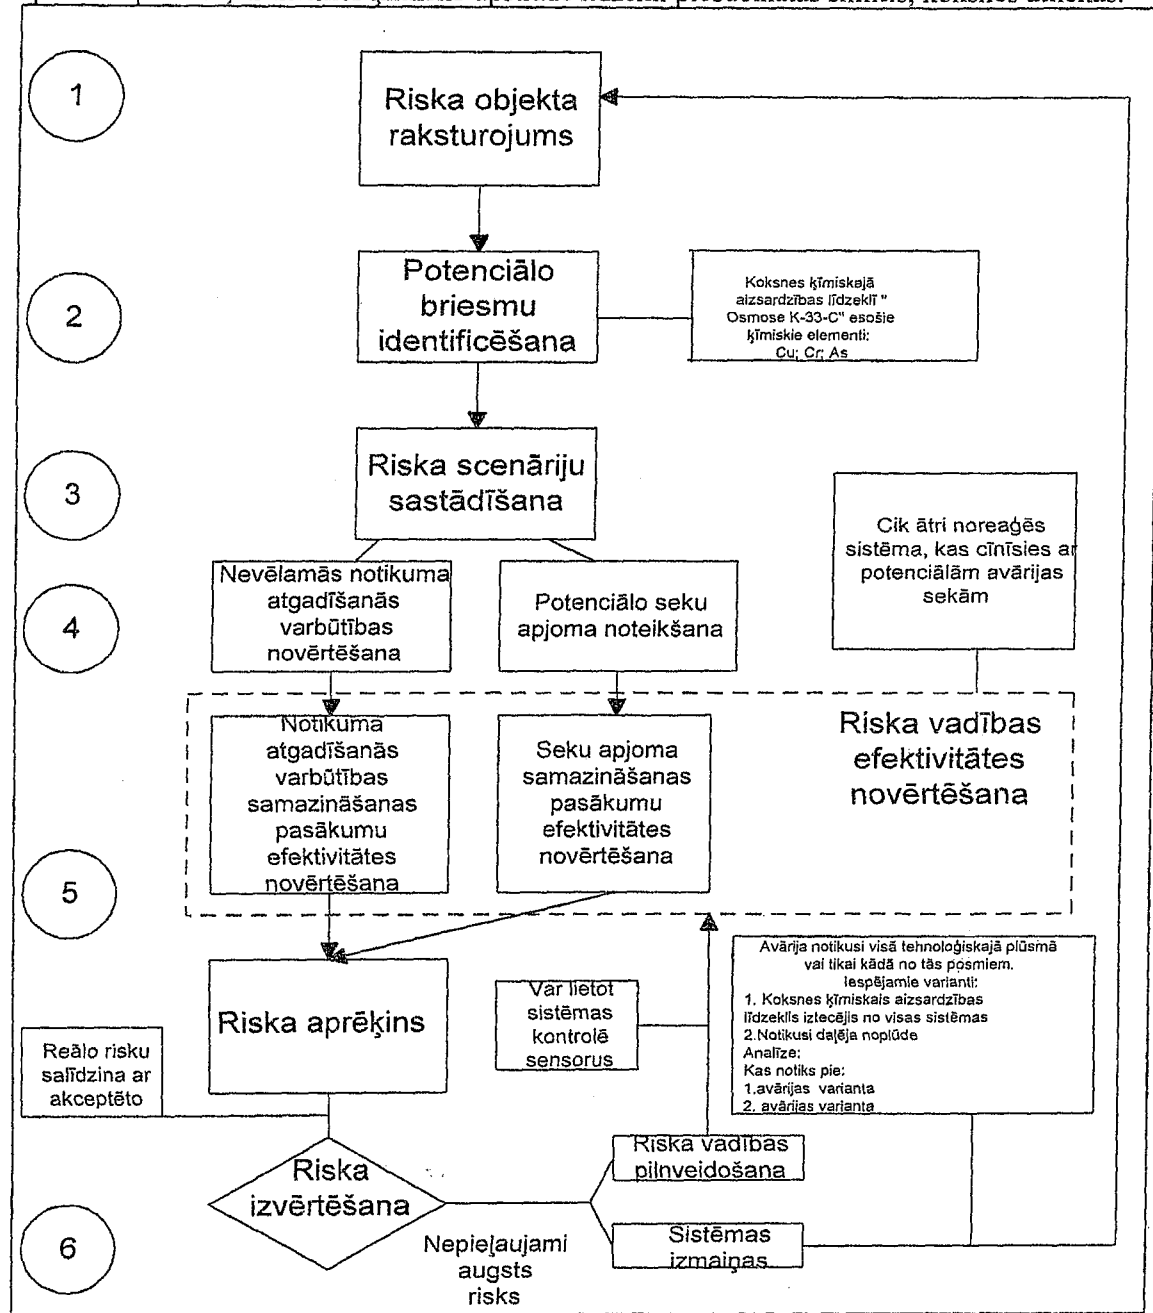 1
Riska objekta
raksturojums
2
Potenciālo
briesmu
identificēšana
Koksnes ķīmiskajā
aizsardzības līdzeklī "
Osmose K-33-C" esošie
ķīmiskie elementi:
Cu; Cr; As
3
Riska scenāriju
sastādīšana
Cik ātri noreaģēs
sistēma, kas cīnīsies ar
potenciālām avārijas
sekām
4
Nevēlamās notikuma
atgadīšanās
varbūtības
novērtēšana
Potenciālo seku
apjoma noteikšana
Notikuma
atgadīšanās
varbūtības
samazināšanas
pasākumu
efektivitātes
novērtēšana
Seku apjoma
samazināšanas
pasākumu
efektivitātes
novērtēšana
Riska vadības
efektivitātes
novērtēšana
5
Riska aprēķins
Var lietot
sistēmas
kontrolē
sensorus
Avārija notikusi visā tehnoloģiskajā plūsmā
vai tikai kādā no tās posmiem.
Iespējamie varianti:
1. Koksnes ķīmiskais aizsardzības
līdzeklis iztecējis no visas sistēmas
2.Notikusi daļēja noplūde
Analīze:
Kas notiks pie:
1.avārijas varianta
2. avārijas varianta
Reālo risku
salīdzina ar
akceptēto
Riska
izvērtēšana
Riska vadības
pilnveidošana
6
Nepieļaujami
augsts
risks
Sistēmas
izmaiņas